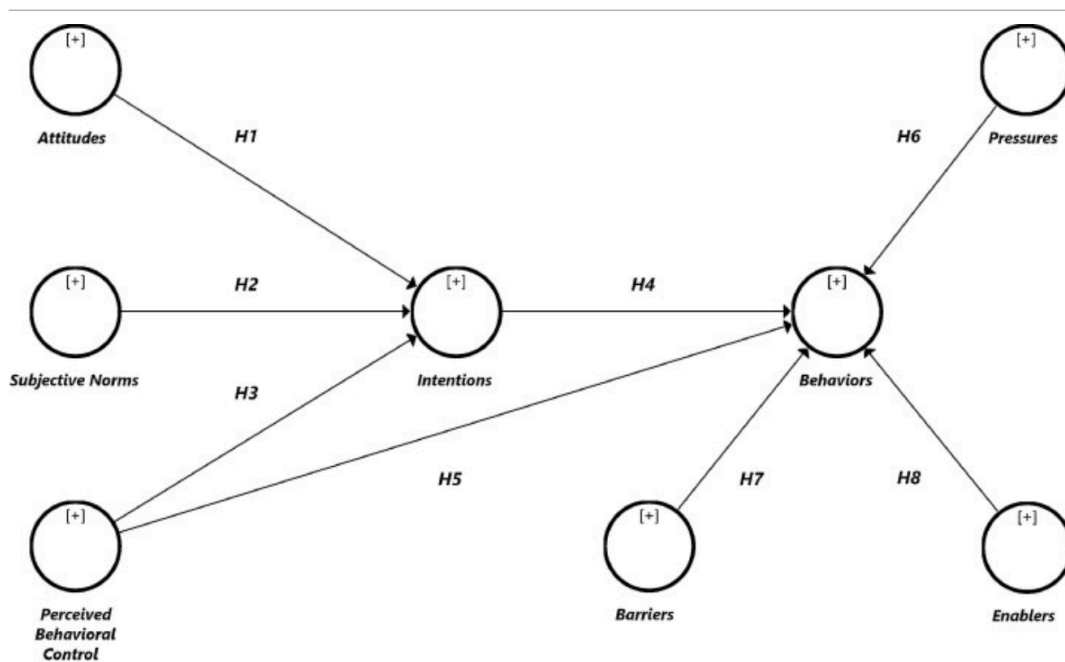 [+]
Attitudes
[+]
Pressures
H1
H6
[+]
Subjective Norms
H2
[+]
Intentions
H4
[+]
Behaviors
H3
H5
H7
H8
[+]
Perceived
Behavioral
Control
[+]
Barriers
[+]
Enablers